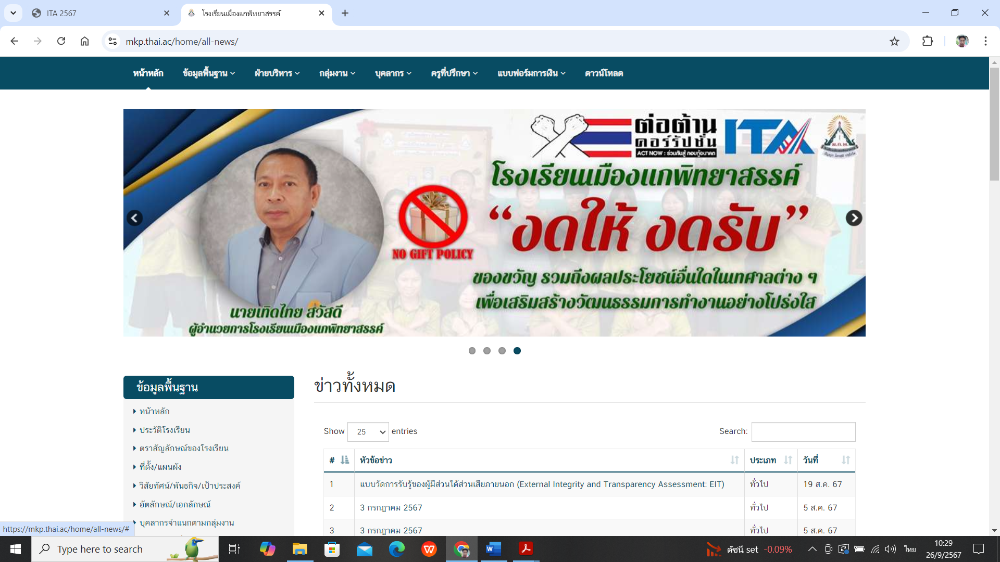 ITA 2567
โรงเรียนเมืองแกพิทยาสรรค์
mkp.thai.ac/home/all-news/
หน้าหลัก ข้อมูลพื้นฐาน ฝ่ายบริหาร กลุ่มงาน บุคลากร ครูที่ปรึกษา แบบฟอร์มการเงิน ดาวน์โหลด
ต่อต้าน
คอร์รัปชั่น
ACT NOW : ร่วมกันสู้ กอบกู้อนาคต
ITA
ม.ก.พ.
โรงเรียนเมืองแกพิทยาสรรค์
“งดให้ งดรับ”
NO GIFT POLICY
ของขวัญ รวมถึงผลประโยชน์อื่นใดในเทศาลต่าง ๆ
เพื่อเสริมสร้างวัฒนธรรมการทำงานอย่างโปร่งใส
นายเทิดไทย สวัสดี
ผู้อำนวยการโรงเรียนเมืองแกพิทยาสรรค์
ข้อมูลพื้นฐาน
หน้าหลัก
ประวัติโรงเรียน
ตราสัญลักษณ์ของโรงเรียน
ที่ตั้ง/แผนผัง
วิสัยทัศน์/พันธกิจ/เป้าประสงค์
อัตลักษณ์/เอกลักษณ์
บุคลากรจำแนกตามกลุ่มงาน
ข่าวทั้งหมด
Show 25 entries Search:
# หัวข้อข่าว ประเภท วันที่
1 แบบวัดการรับรู้ของผู้มีส่วนได้ส่วนเสียภายนอก (External Integrity and Transparency Assessment: EIT) ทั่วไป 19 ส.ค. 67
2 3 กรกฎาคม 2567 ทั่วไป 5 ส.ค. 67
3 3 กรกฎาคม 2567 ทั่วไป 5 ส.ค. 67
https://mkp.thai.ac/home/all-news/#
Type here to search
ดัชนี set -0.09%
ไทย
10:29
26/9/2567